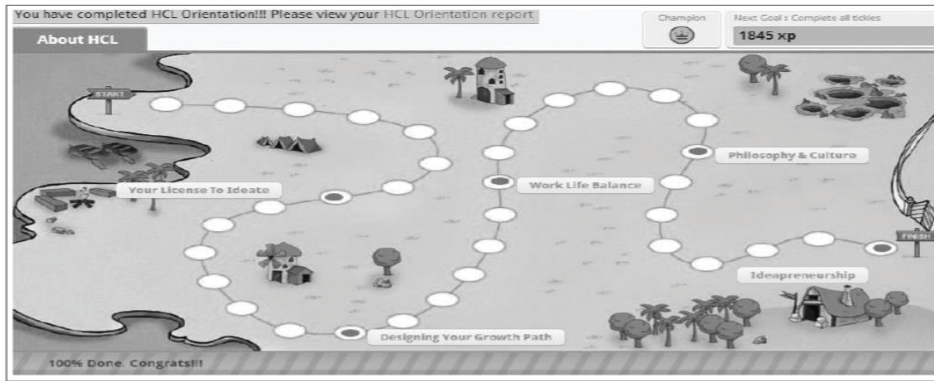 You have completed HCL Orientation!!! Please view your HCL Orientation report
Champion
Next Goal : Complete all tickles
1845 xp
About HCL
START
Philosophy & Culture
Your License To Ideate
Work Life Balance
FINISH
Ideapreneurship
Designing Your Growth Path
100% Done. Congrats!!!